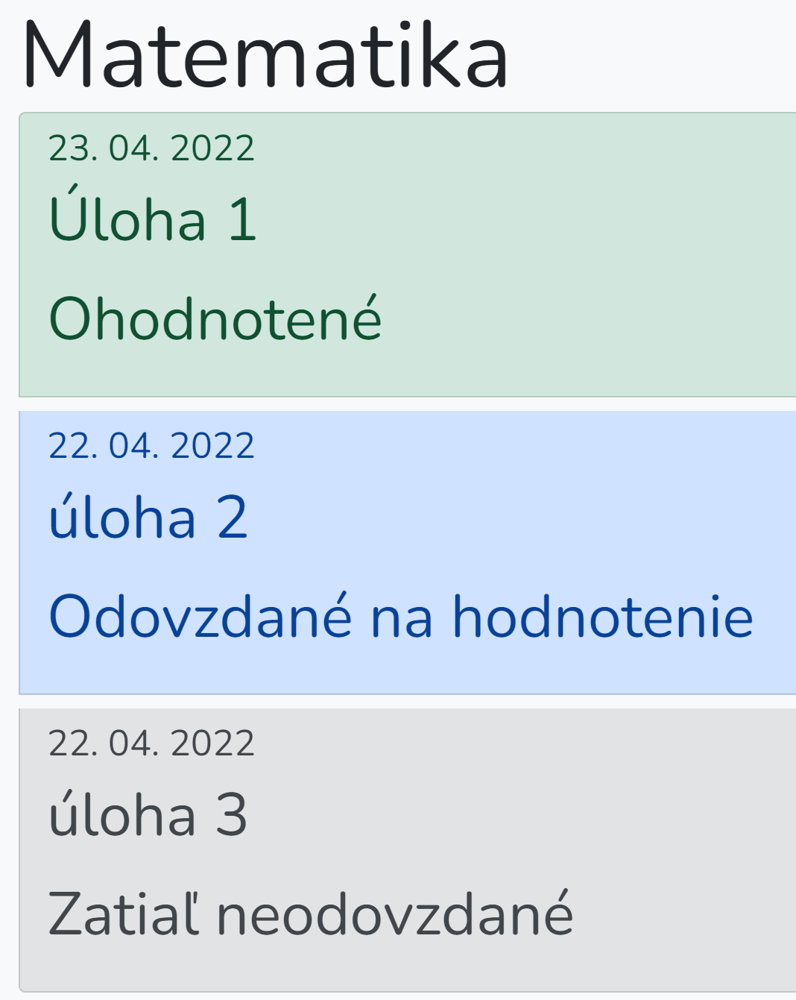 Matematika
23. 04. 2022
Úloha 1
Ohodnotené
22. 04. 2022
úloha 2
Odovzdané na hodnotenie
22. 04. 2022
úloha 3
Zatiaľ neodovzdané